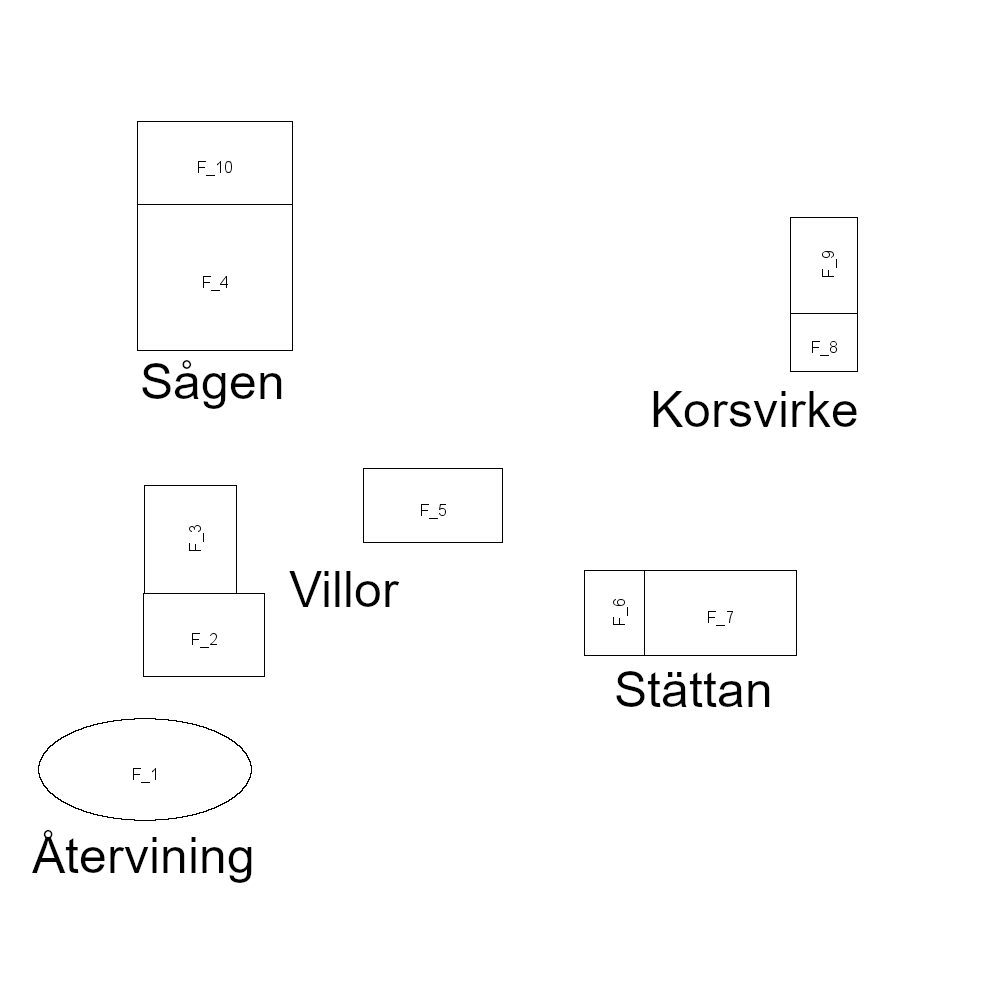 F_10
F_4
Sågen
F_9
F_8
Korsvirke
F_3
F_5
Villor
F_2
F_6
F_7
Stättan
F_1
Återvining